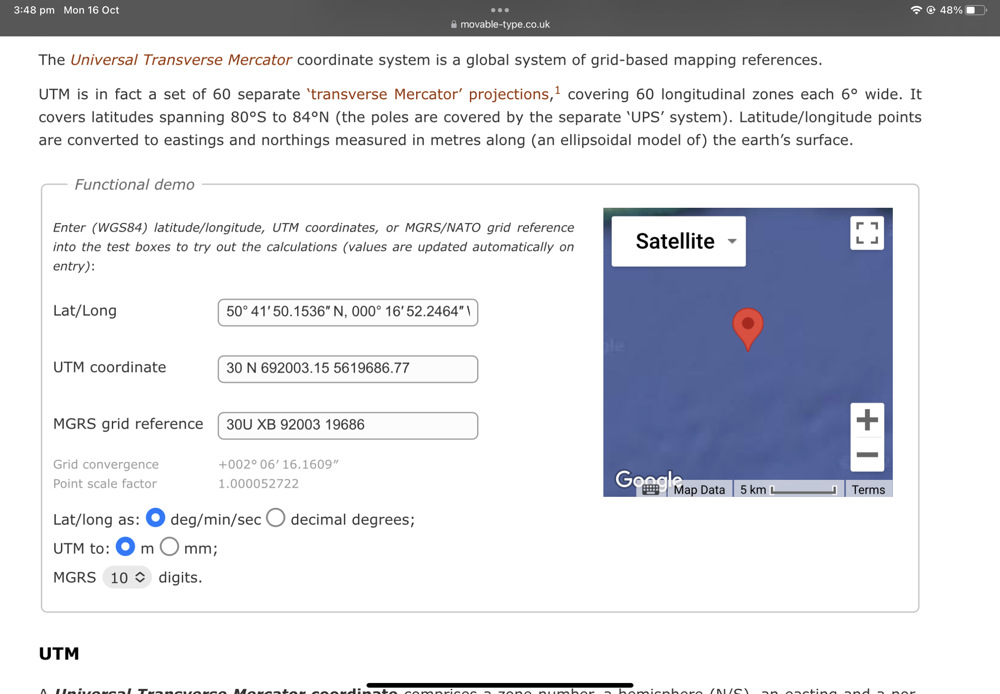 3:48 pm Mon 16 Oct
48%
movable-type.co.uk
The Universal Transverse Mercator coordinate system is a global system of grid-based mapping references.
UTM is in fact a set of 60 separate ‘transverse Mercator’ projections,¹ covering 60 longitudinal zones each 6° wide. It
covers latitudes spanning 80°S to 84°N (the poles are covered by the separate ‘UPS’ system). Latitude/longitude points
are converted to eastings and northings measured in metres along (an ellipsoidal model of) the earth’s surface.
Functional demo
Enter (WGS84) latitude/longitude, UTM coordinates, or MGRS/NATO grid reference
into the test boxes to try out the calculations (values are updated automatically on
entry):
Lat/Long 50° 41′ 50.1536″ N, 000° 16′ 52.2464″
UTM coordinate 30 N 692003.15 5619686.77
MGRS grid reference 30U XB 92003 19686
Grid convergence +002° 06′ 16.1609″
Point scale factor 1.000052722
Lat/long as: deg/min/sec decimal degrees;
UTM to: m mm;
MGRS 10 digits.
Satellite
Google
Map Data 5 km Terms
UTM
A Universal Transverse Mercator coordinate comprises a zone number, a hemisphere (N/S), an easting and a nor